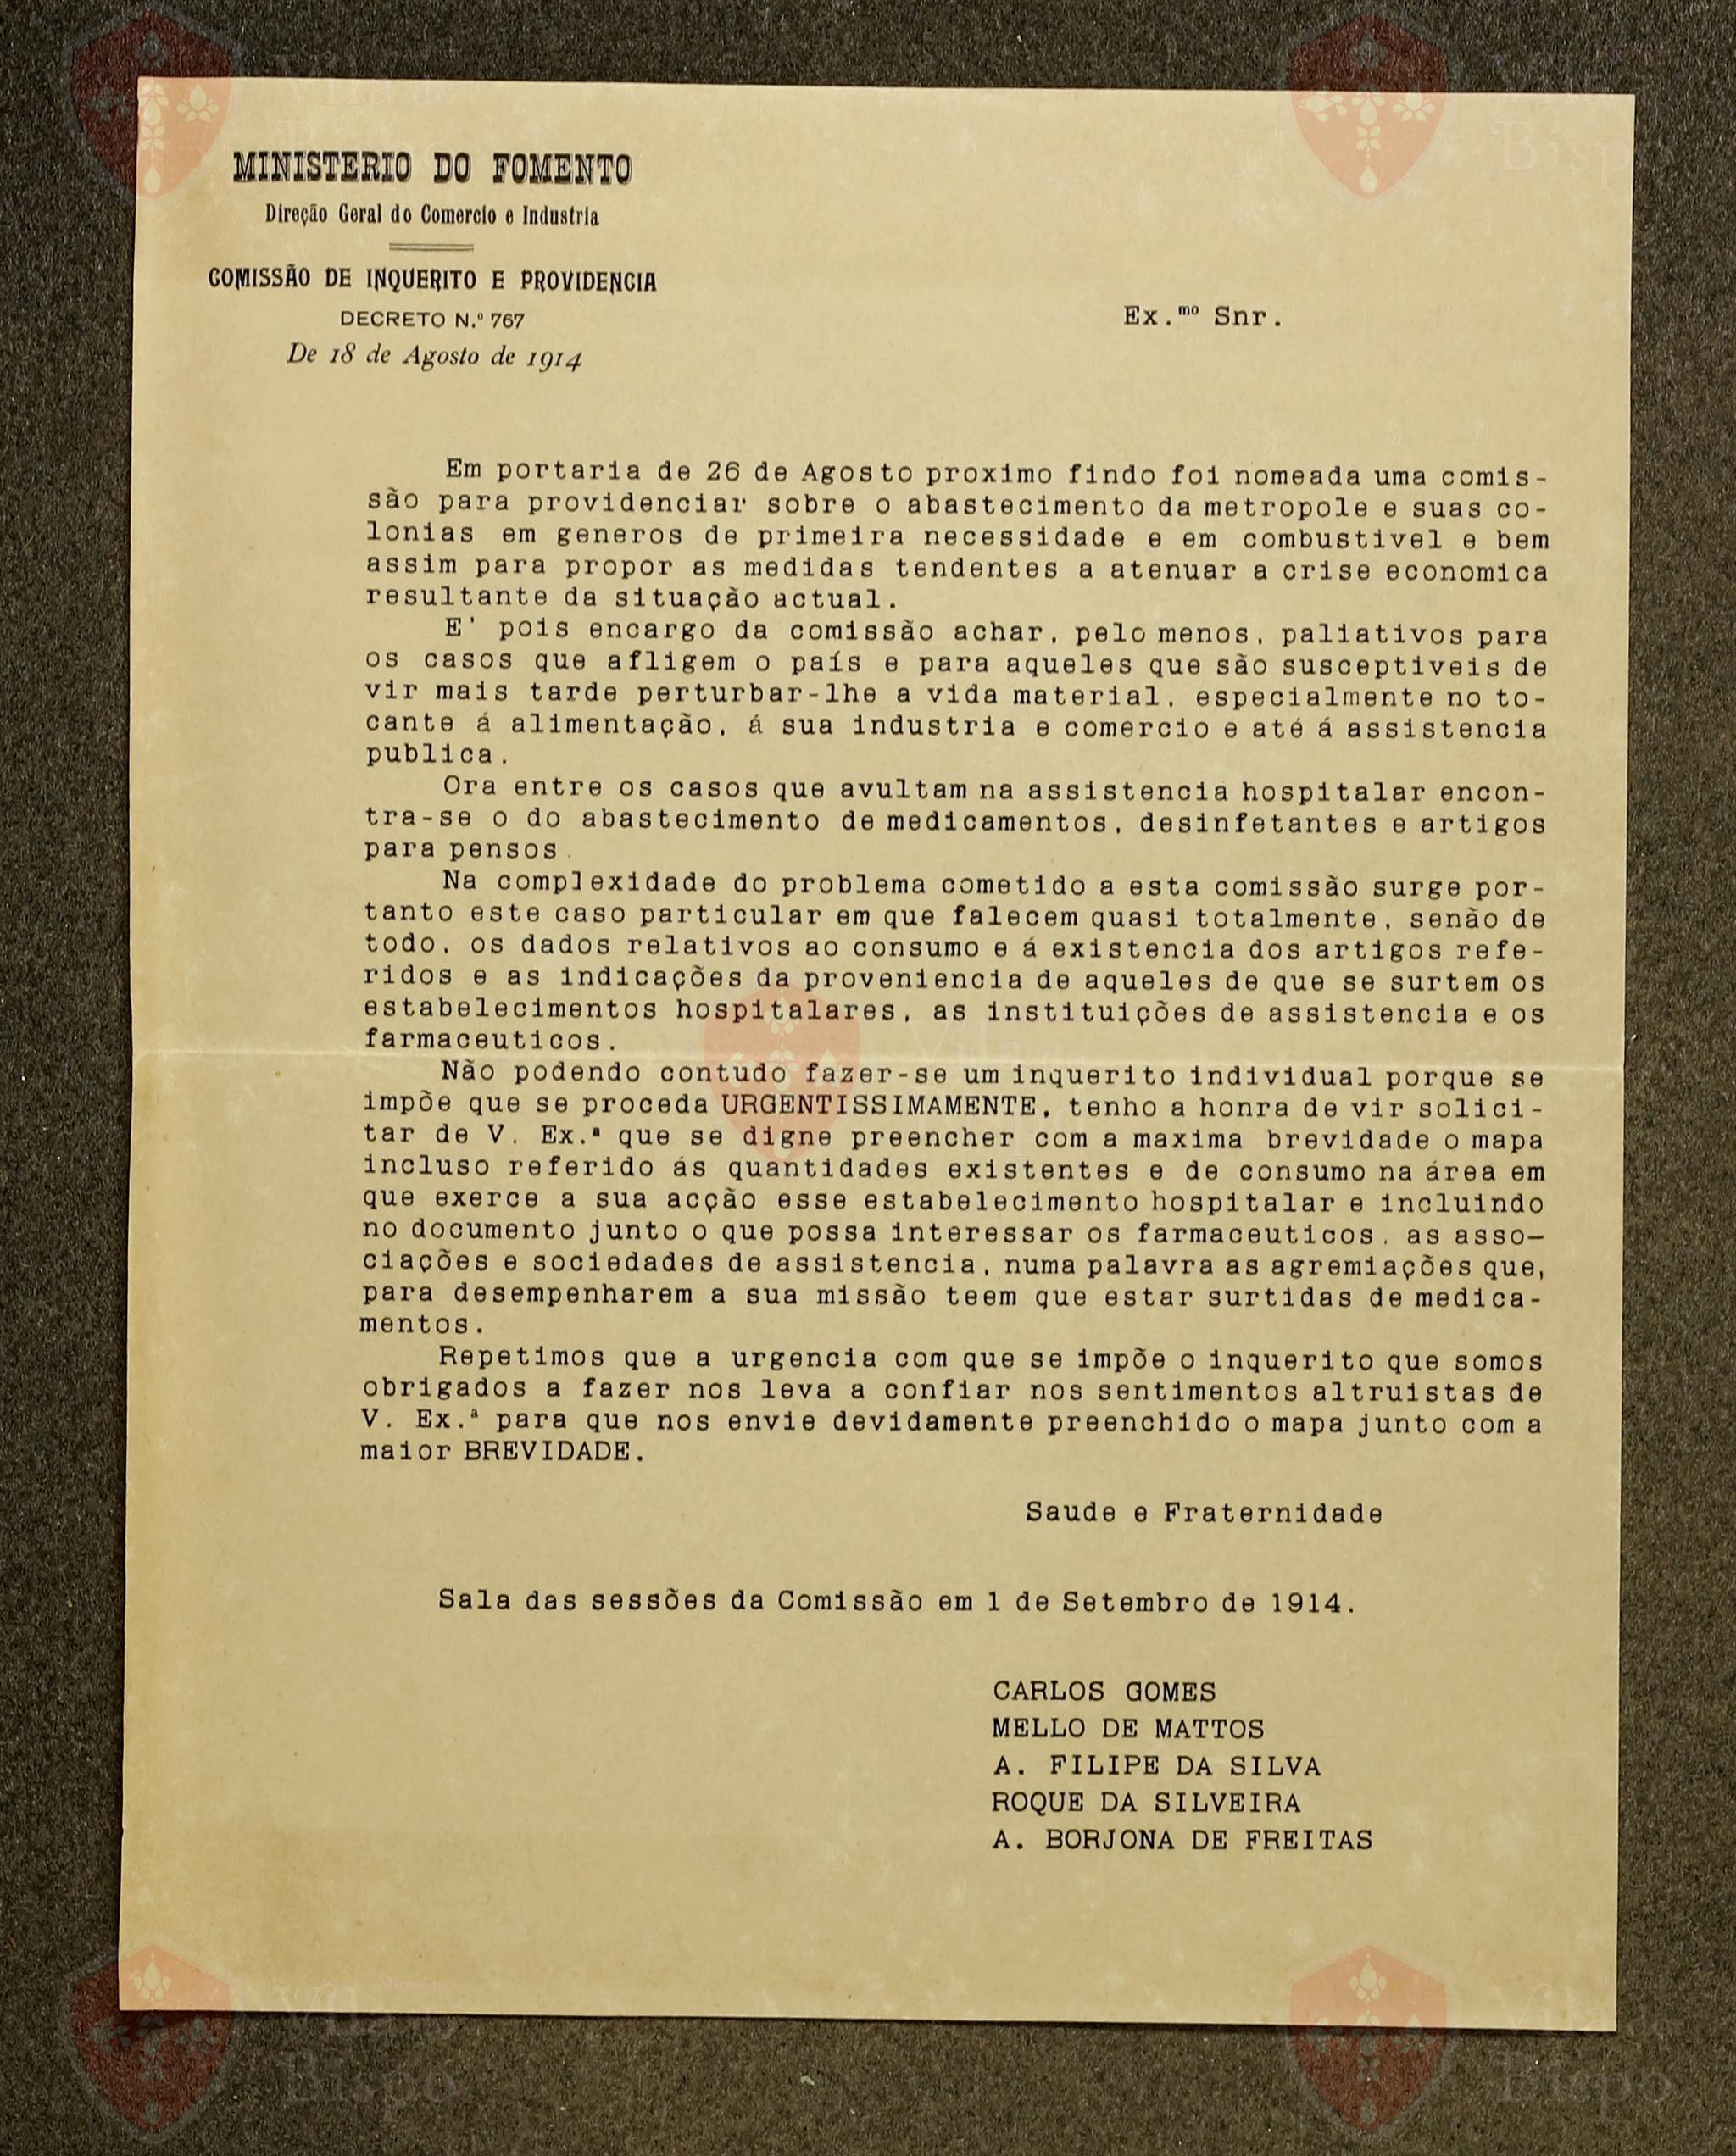 MINISTERIO DO FOMENTO
Direção Geral do Comercio e Industria
COMISSÃO DE INQUERITO E PROVIDENCIA
DECRETO N.º 767
De 18 de Agosto de 1914
Ex.mo Snr.
Em portaria de 26 de Agosto proximo findo foi nomeada uma comis-
são para providenciar sobre o abastecimento da metropole e suas co-
lonias em generos de primeira necessidade e em combustivel e bem
assim para propor as medidas tendentes a atenuar a crise economica
resultante da situação actual.
E' pois encargo da comissão achar, pelo menos, paliativos para
os casos que afligem o país e para aqueles que são susceptiveis de
vir mais tarde perturbar-lhe a vida material, especialmente no to-
cante á alimentação, á sua industria e comercio e até á assistencia
publica.
Ora entre os casos que avultam na assistencia hospitalar encon-
tra-se o do abastecimento de medicamentos, desinfetantes e artigos
para pensos.
Na complexidade do problema cometido a esta comissão surge por-
tanto este caso particular em que falecem quasi totalmente, senão de
todo, os dados relativos ao consumo e á existencia dos artigos refe-
ridos e as indicações da proveniencia de aqueles de que se surtem os
estabelecimentos hospitalares, as instituições de assistencia e os
farmaceuticos.
Não podendo contudo fazer-se um inquerito individual porque se
impõe que se proceda URGENTISSIMAMENTE, tenho a honra de vir solici-
tar de V. Ex.ª que se digne preencher com a maxima brevidade o mapa
incluso referido ás quantidades existentes e de consumo na área em
que exerce a sua acção esse estabelecimento hospitalar e incluindo
no documento junto o que possa interessar os farmaceuticos, as asso-
ciações e sociedades de assistencia, numa palavra as agremiações que,
para desempenharem a sua missão teem que estar surtidas de medica-
mentos.
Repetimos que a urgencia com que se impõe o inquerito que somos
obrigados a fazer nos leva a confiar nos sentimentos altruistas de
V. Ex.ª para que nos envie devidamente preenchido o mapa junto com a
maior BREVIDADE.
Saude e Fraternidade
Sala das sessões da Comissão em 1 de Setembro de 1914.
CARLOS GOMES
MELLO DE MATTOS
A. FILIPE DA SILVA
ROQUE DA SILVEIRA
A. BORJONA DE FREITAS
Vila do
Bispo